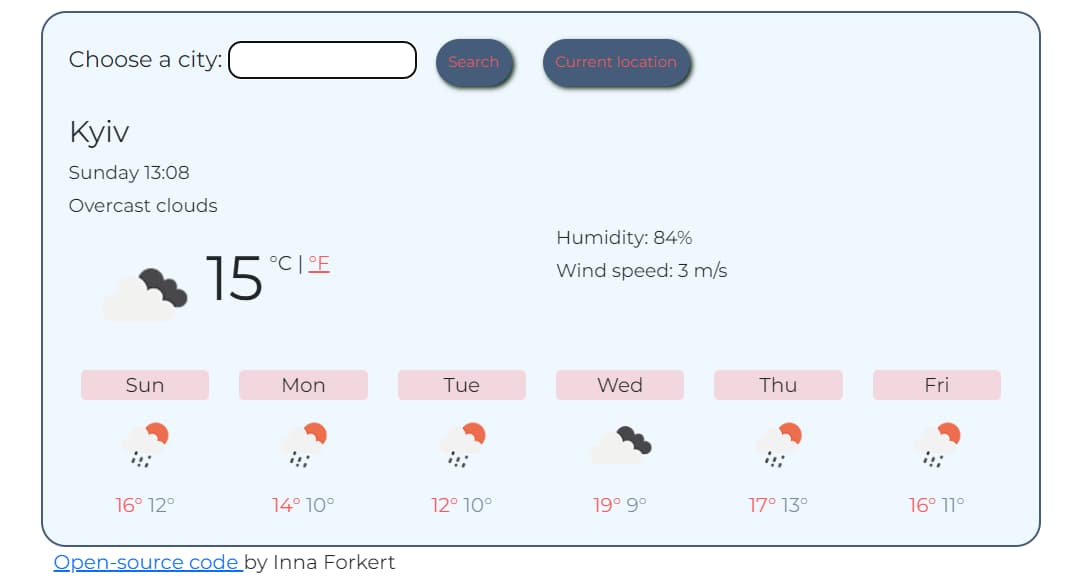 Choose a city:
Search
Current location
Kyiv
Sunday 13:08
Overcast clouds
15 °C | °F
Humidity: 84%
Wind speed: 3 m/s
Sun Mon Tue Wed Thu Fri
16° 12° 14° 10° 12° 10° 19° 9° 17° 13° 16° 11°
Open-source code by Inna Forkert